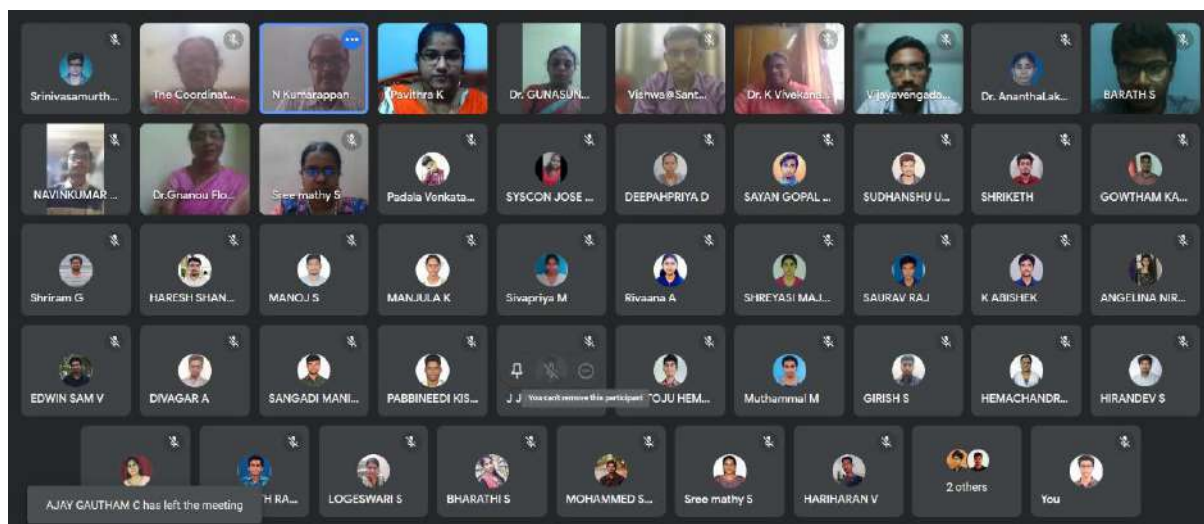 Srinivasamurth...
The Coordinat...
N Kumarappan
Pavithra K
Dr. GUNASUN...
Vishwa@Sant...
Dr. K Vivekana...
Vijayavengada...
Dr. AnanthaLak...
BARATH S
NAVINKUMAR ...
Dr.Gnanou Flo...
Sree mathy S
Padala Venkata...
SYSCON JOSE ...
DEEPAHPRIYA D
SAYAN GOPAL ...
SUDHANSHU U...
SHRIKETH
GOWTHAM KA...
Shriram G
HARESH SHAN...
MANOJ S
MANJULA K
Sivapriya M
Rivaana A
SHREYASI MAJ...
SAURAV RAJ
K ABISHEK
ANGELINA NIR...
EDWIN SAM V
DIVAGAR A
SANGADI MANI...
PABBINEEDI KIS...
J J
You can't remove this participant
TOJU HEM...
Muthammal M
GIRISH S
HEMACHANDR...
HIRANDEV S
TH RA...
LOGESWARI S
BHARATHI S
MOHAMMED S...
Sree mathy S
HARIHARAN V
2 others
You
AJAY GAUTHAM C has left the meeting